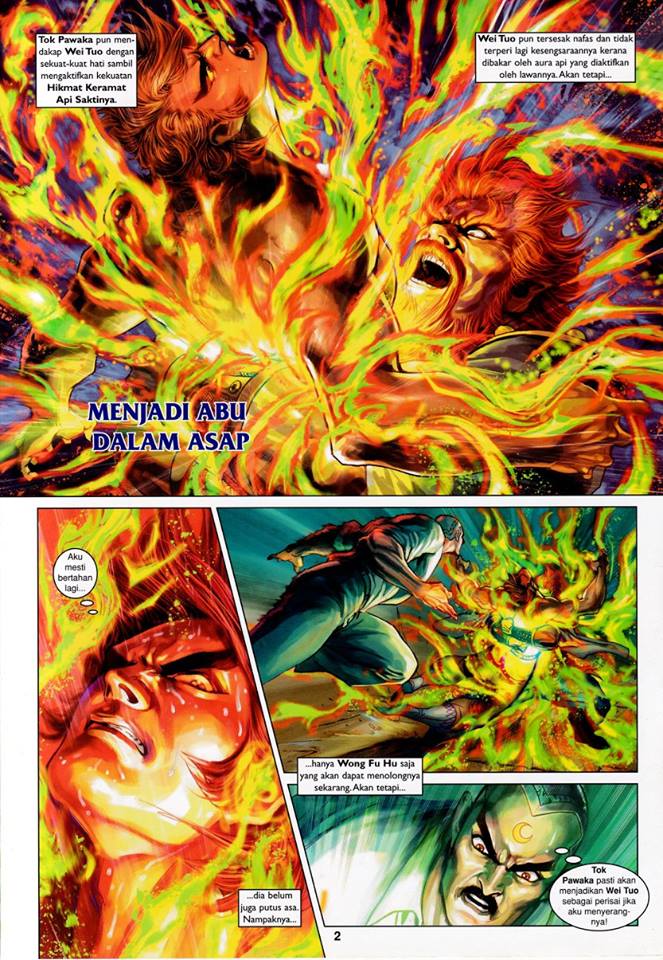 Tok Pawaka pun men-
dakap Wei Tuo dengan
sekuat-kuat hati sambil
mengaktifkan kekuatan
Hikmat Keramat
Api Saktinya.
Wei Tuo pun tersesak nafas dan tidak
terperi lagi kesengsaraannya kerana
dibakar oleh aura api yang diaktifkan
oleh lawannya. Akan tetapi...
MENJADI ABU
DALAM ASAP
Aku
mesti
bertahan
lagi...
...dia belum
juga putus asa.
Nampaknya...
...hanya Wong Fu Hu saja
yang akan dapat menolongnya
sekarang. Akan tetapi...
Tok
Pawaka pasti akan
menjadikan Wei Tuo
sebagai perisai jika
aku menyerang-
nya!
2